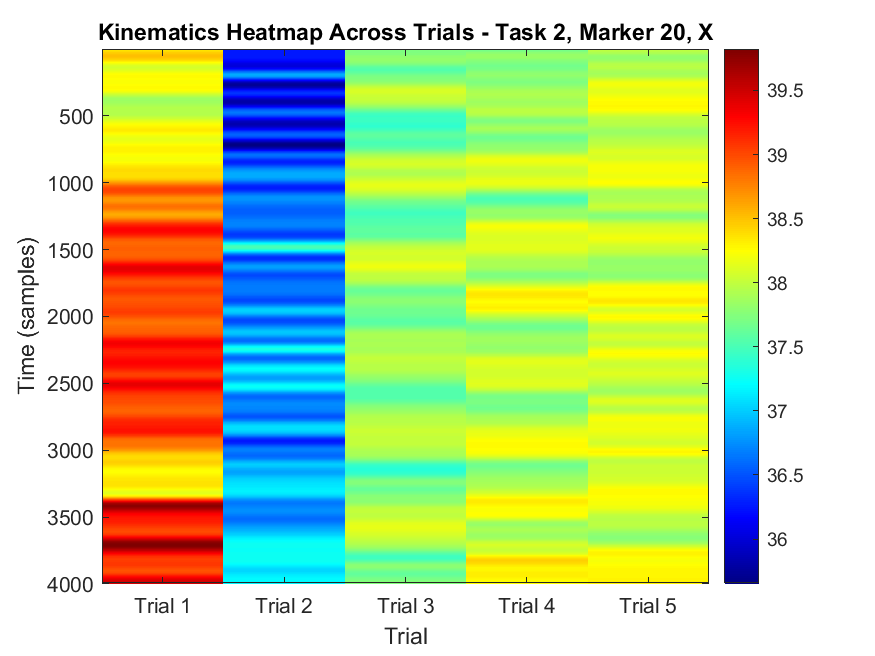 Kinematics Heatmap Across Trials - Task 2, Marker 20, X
500
1000
1500
2000
2500
3000
3500
4000
Time (samples)
Trial 1
Trial 2
Trial 3
Trial 4
Trial 5
Trial
39.5
39
38.5
38
37.5
37
36.5
36